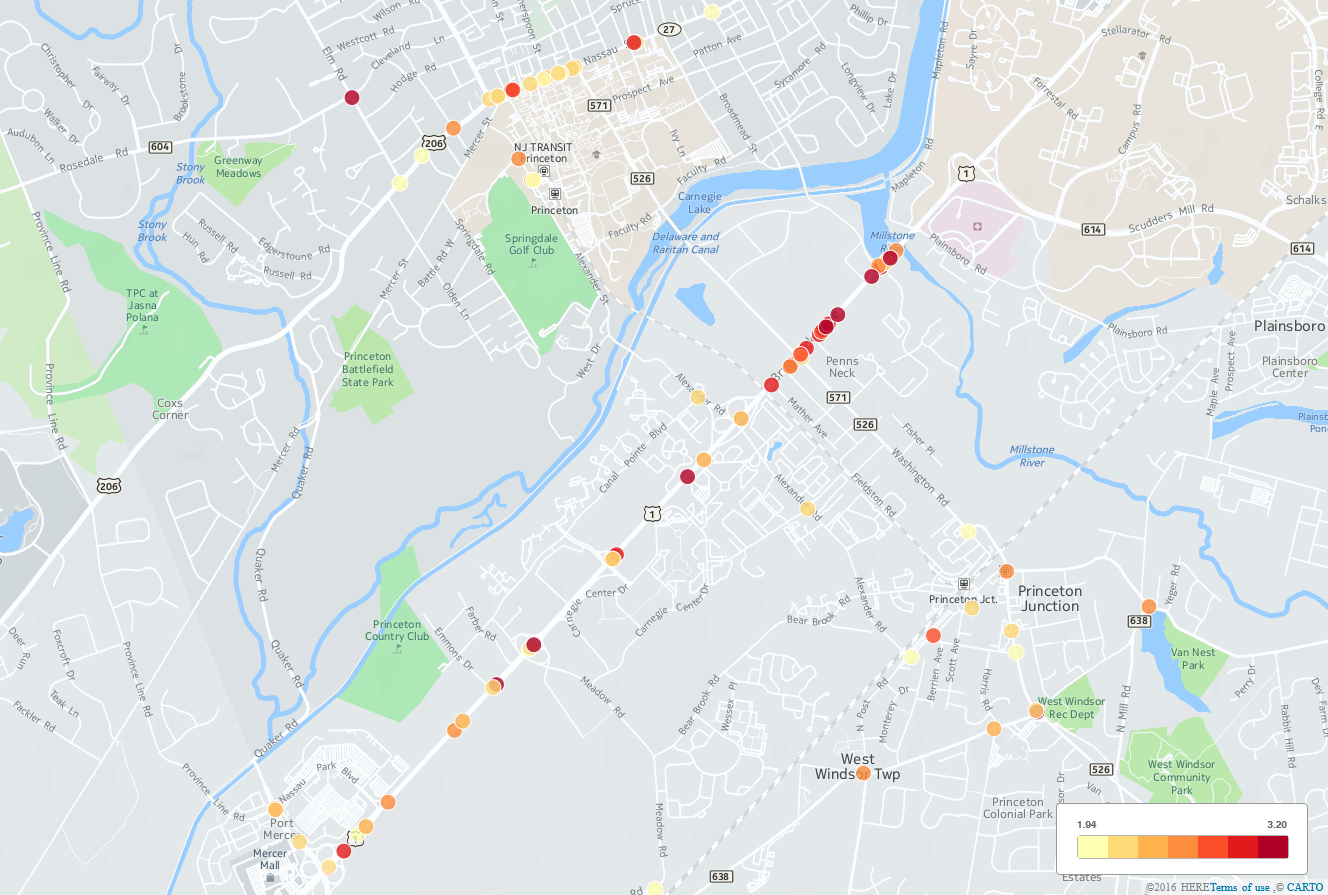 Wilson Rd
Spruce
Phillip Dr
Mapleton Rd
Sayre Dr
Stellarator Rd
College Rd E
Westcott Rd
Cleveland Ln
Elm Rd
Hodge Rd
Nassau
27
Patton Ave
Sycamore Rd
Longview Dr
Lake Dr
Forrestal Rd
Christopher Dr
Fairway Dr
Walker Dr
Campus Rd
571
Prospect Ave
Broadmead St
Audubon
604
Rosedale Rd
206
Mercer St
NJ TRANSIT
Princeton
Ivy Ln
526
Faculty Rd
Mapleton Rd
1
Stony
Brook
Greenway
Meadows
Princeton
Carnegie
Lake
Schalks
614
Scudders Mill Rd
614
Stony
Brook
Russell Rd
Hun Rd
Edgerstoune Rd
Russell Rd
Battle Rd W
Springdale Rd
Springdale
Golf Club
Faculty Rd
Delaware and
Raritan Canal
Millstone
Plainsboro Rd
Province Line Rd
Mercer St
Olden Ln
Alexander St
TPC at
Jasna
Polana
Plainsboro
Plainsboro Rd
Prospect Ave
Maple Ave
Plainsboro
Center
Princeton
Battlefield
State Park
West Dr
Penns
Neck
Province Line Rd
Coxs
Corner
571
526
Mather Ave
Fisher Pl
Washington Rd
Mercer Rd
Quaker Rd
Canal Pointe Blvd
Millstone
River
206
1
Fieldston Rd
Quaker Rd
Center Dr
Carnegie Center Dr
Carnegie
Princeton Jct.
Princeton
Junction
Yeger Rd
638
Bear Brook Rd
Alexander Rd
Farber Rd
Emmons Dr
Princeton
Country Club
Berrien Ave
Scott Ave
Van Nest
Park
Deer Run
Foxcroft Dr
Province Line Rd
Quaker Rd
Teak Ln
Fackler Rd
Meadow Rd
Bear Brook Rd
Wessex Pl
N Post Rd
Monterey Dr
Harris Rd
West Windsor
Rec Dept
N Mill Rd
Perry Dr
Rabbit Hill Rd
Quaker Rd
Province Line Rd
Park Blvd
Nassau
West
Windsor Twp
526
West Windsor
Community
Park
Port
Mercer
Mercer
Mall
1
Meadow Rd
Princeton
Colonial Park
Van
638
Estates
1.94
3.20
©2016 HERE Terms of use, © CARTO